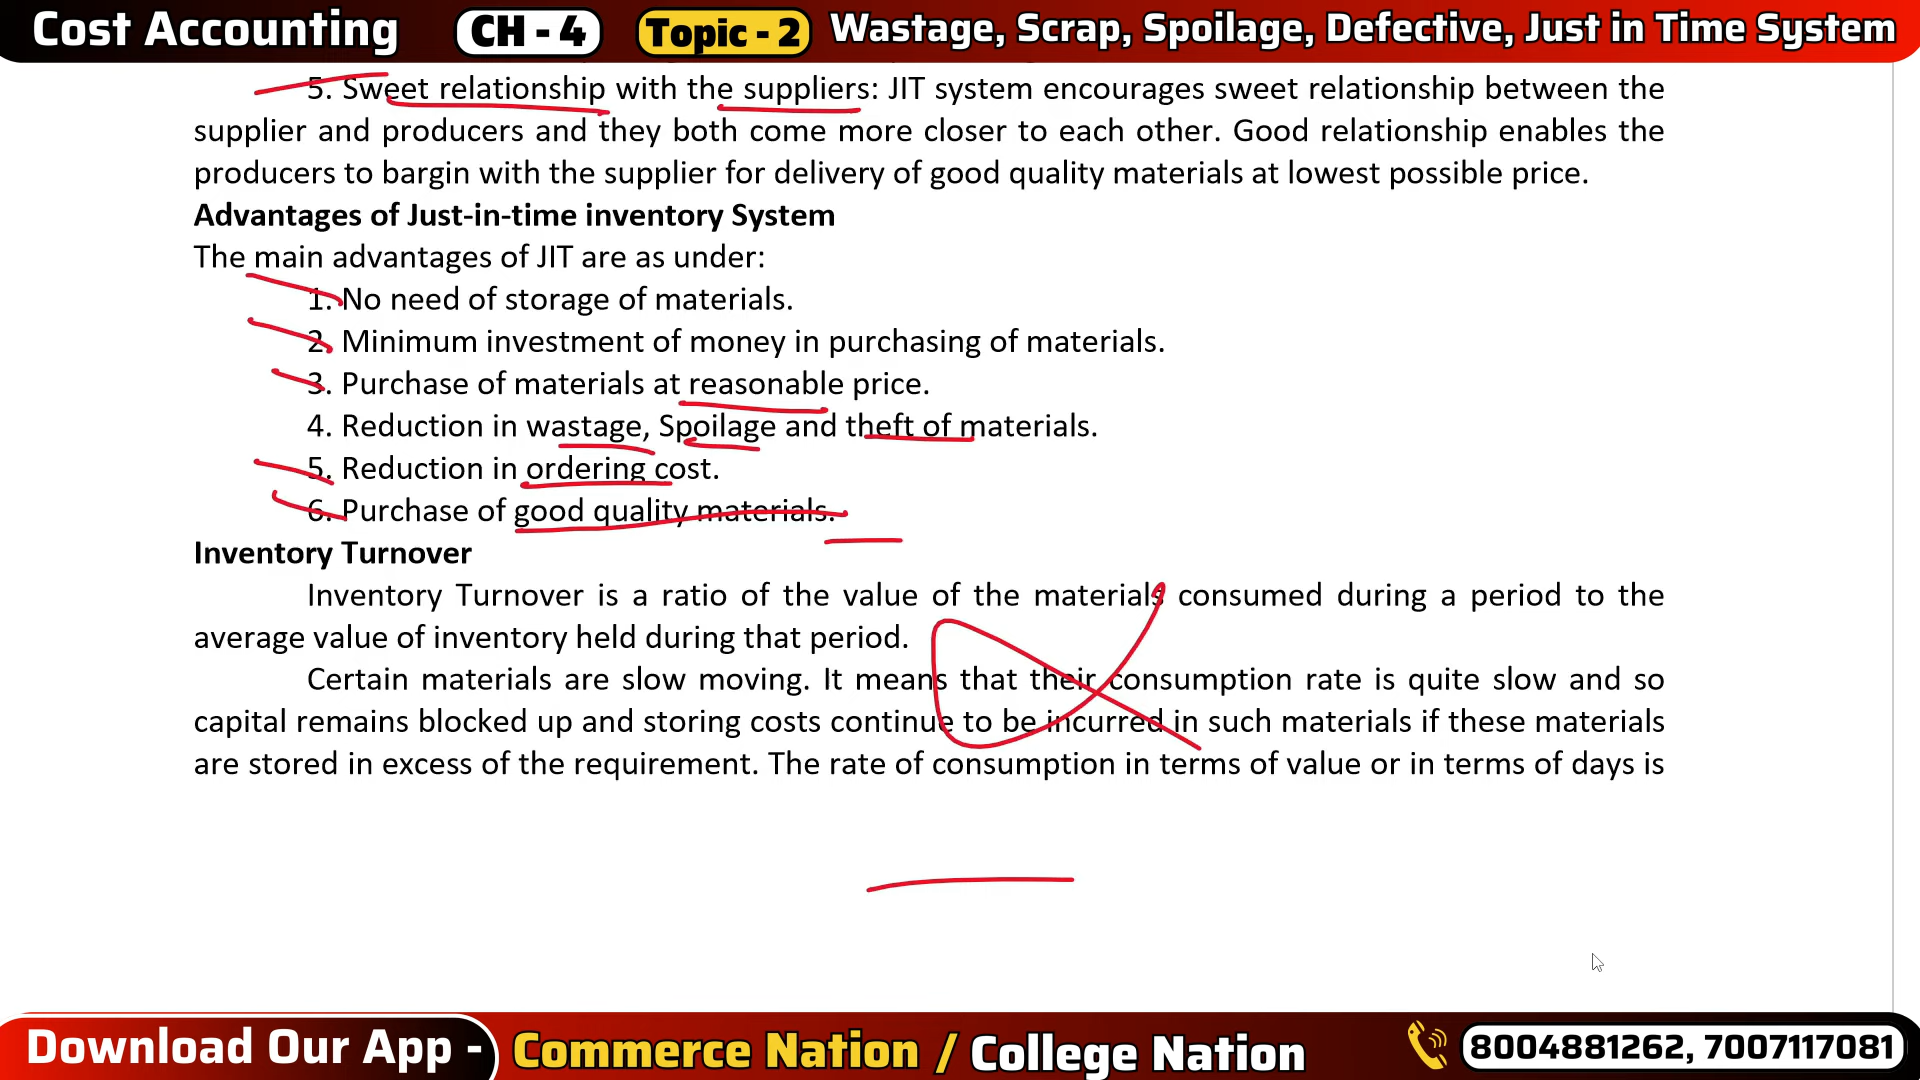 Cost Accounting CH - 4 Topic - 2 Wastage, Scrap, Spoilage, Defective, Just in Time System
5. Sweet relationship with the suppliers: JIT system encourages sweet relationship between the
supplier and producers and they both come more closer to each other. Good relationship enables the
producers to bargin with the supplier for delivery of good quality materials at lowest possible price.
Advantages of Just-in-time inventory System
The main advantages of JIT are as under:
1. No need of storage of materials.
2. Minimum investment of money in purchasing of materials.
3. Purchase of materials at reasonable price.
4. Reduction in wastage, Spoilage and theft of materials.
5. Reduction in ordering cost.
6. Purchase of good quality materials.
Inventory Turnover
Inventory Turnover is a ratio of the value of the materials consumed during a period to the
average value of inventory held during that period.
Certain materials are slow moving. It means that their consumption rate is quite slow and so
capital remains blocked up and storing costs continue to be incurred in such materials if these materials
are stored in excess of the requirement. The rate of consumption in terms of value or in terms of days is
Download Our App - Commerce Nation / College Nation 8004881262, 7007117081